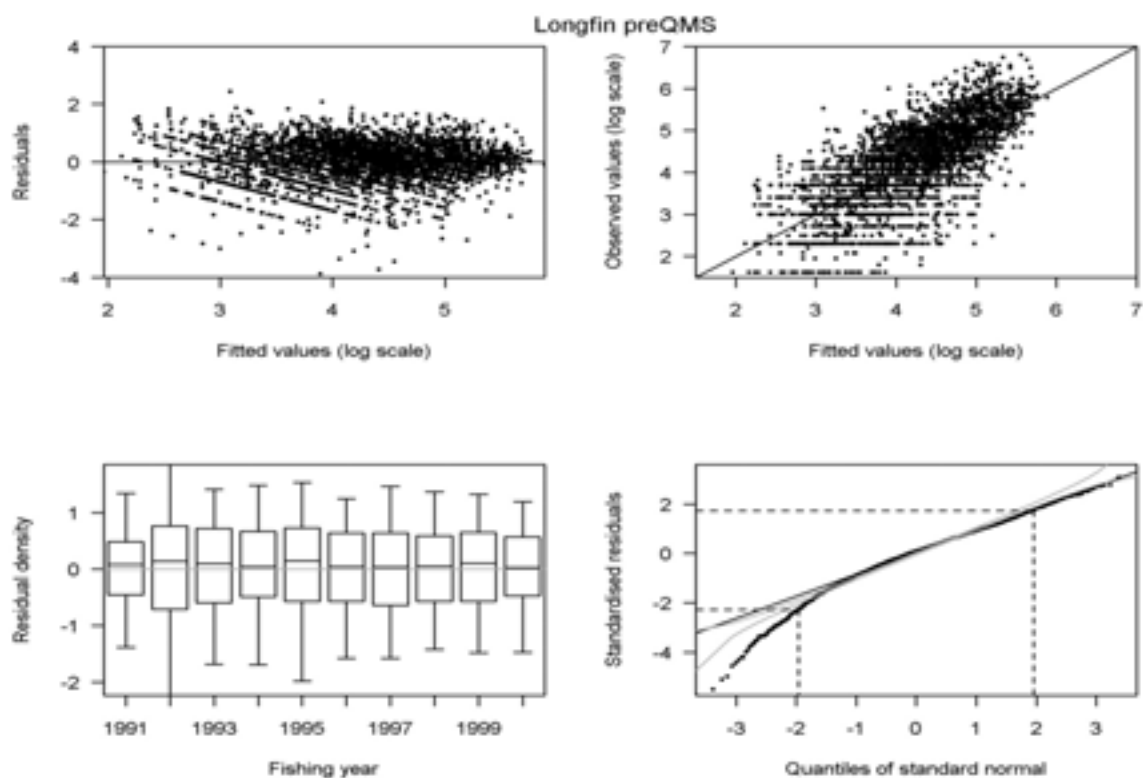 Longfin preQMS
4
2
0
-2
-4
Residuals
2 3 4 5
Fitted values (log scale)
7
6
5
4
3
2
Observed values (log scale)
2 3 4 5 6 7
Fitted values (log scale)
1
0
-1
-2
Residual density
1991 1993 1995 1997 1999
Fishing year
2
0
-2
-4
Standardised residuals
-3 -2 -1 0 1 2 3
Quantiles of standard normal